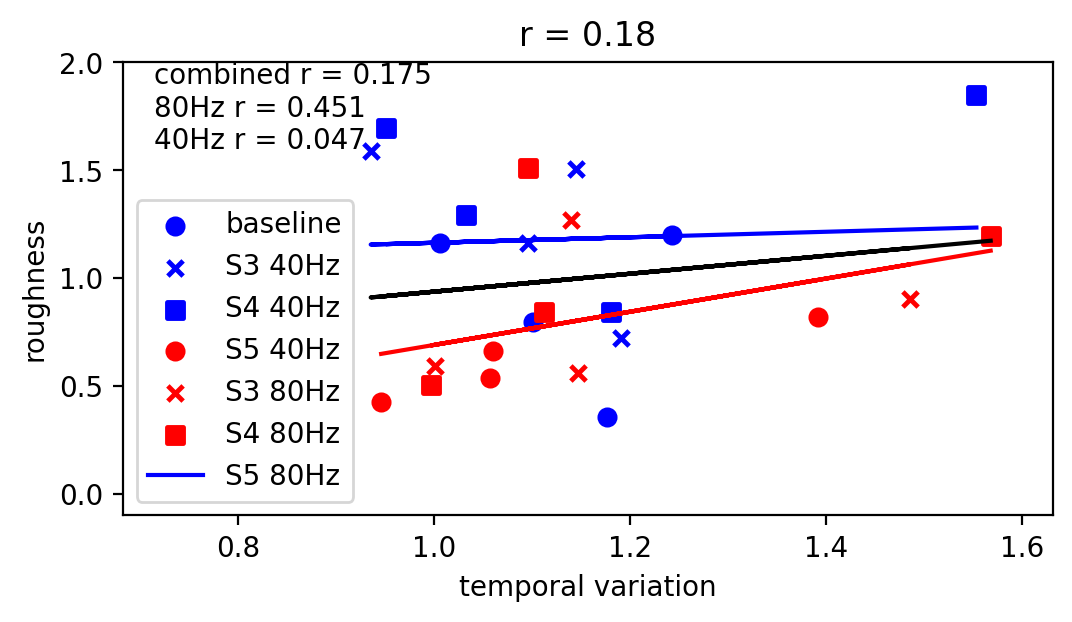 r = 0.18
combined r = 0.175
80Hz r = 0.451
40Hz r = 0.047
baseline
S3 40Hz
S4 40Hz
S5 40Hz
S3 80Hz
S4 80Hz
S5 80Hz
roughness
2.0
1.5
1.0
0.5
0.0
0.8 1.0 1.2 1.4 1.6
temporal variation